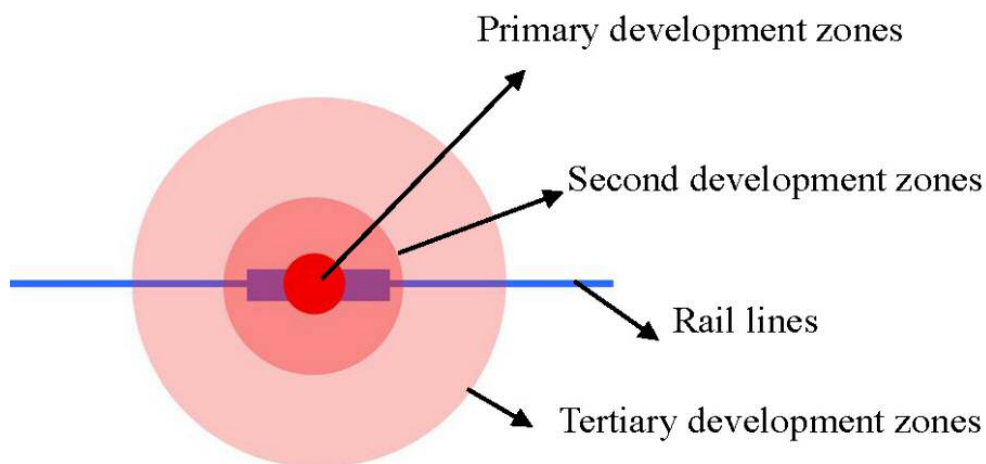 Primary development zones
Second development zones
Rail lines
Tertiary development zones